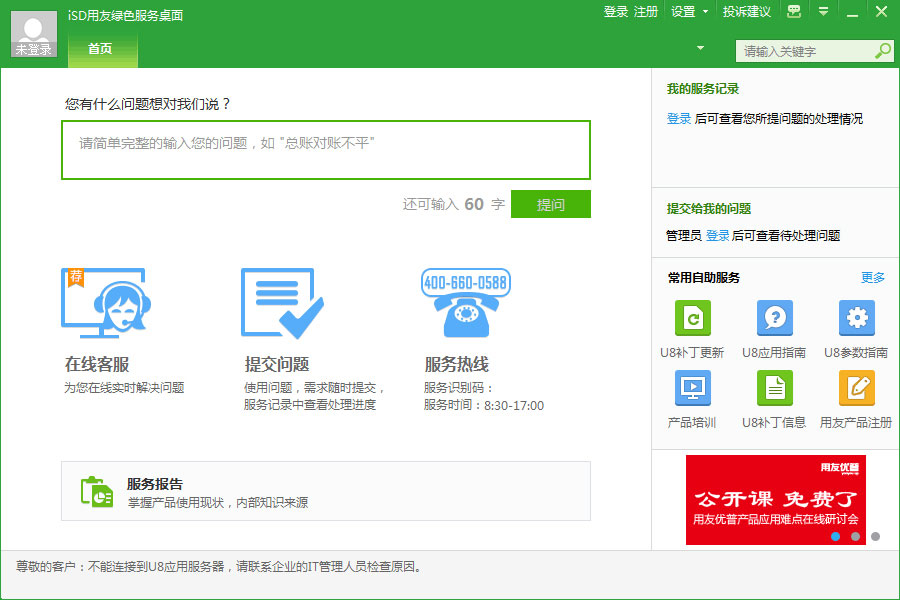 iSD用友绿色服务桌面
登录 注册 设置 投诉建议
未登录
首页
请输入关键字
您有什么问题想对我们说？
请简单完整的输入您的问题，如 "总账对账不平"
还可输入 60 字
提问
荐
在线客服
为您在线实时解决问题
提交问题
使用问题，需求随时提交，
服务记录中查看处理进度
400-660-0588
服务热线
服务识别码：
服务时间：8:30-17:00
服务报告
掌握产品使用现状，内部知识来源
我的服务记录
登录 后可查看您所提问题的处理情况
提交给我的问题
管理员 登录 后可查看待处理问题
常用自助服务 更多
U8补丁更新 U8应用指南 U8参数指南
产品培训 U8补丁信息 用友产品注册
用友优普
公开课 免费了
用友优普产品应用难点在线研讨会
尊敬的客户：不能连接到U8应用服务器，请联系企业的IT管理人员检查原因。